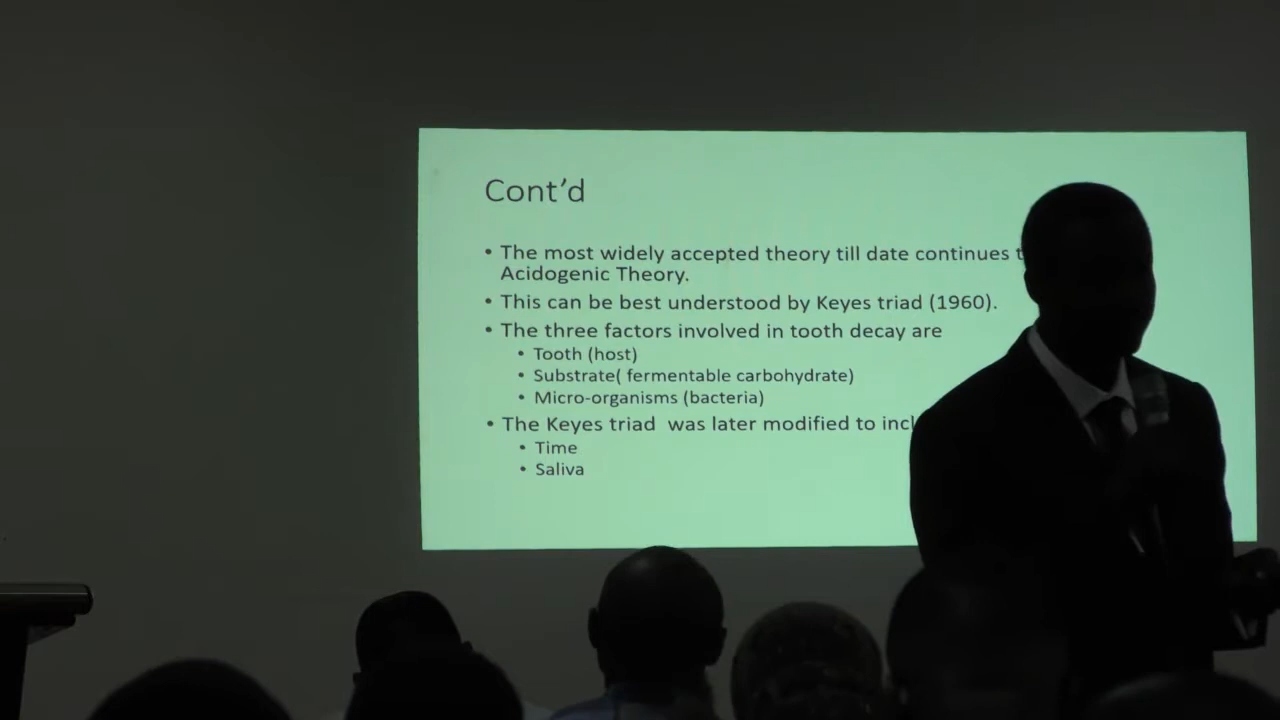 Cont'd
• The most widely accepted theory till date continues
Acidogenic Theory.
• This can be best understood by Keyes triad (1960).
• The three factors involved in tooth decay are
• Tooth (host)
• Substrate( fermentable carbohydrate)
• Micro-organisms (bacteria)
• The Keyes triad was later modified to
• Time
• Saliva